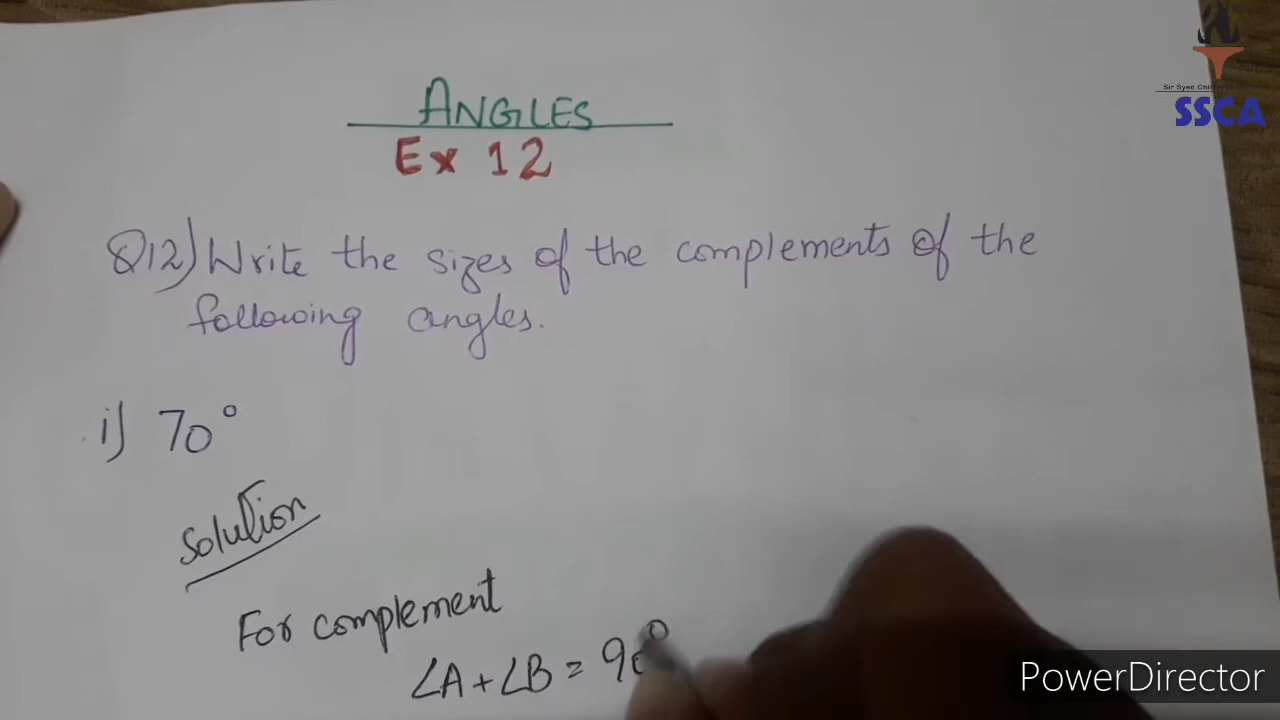 ANGLES
Ex 12
Q12) Write the sizes of the complements of the
following angles.
i) 70°
Solution
For complement
∠A + ∠B = 90°
SSCA
PowerDirector